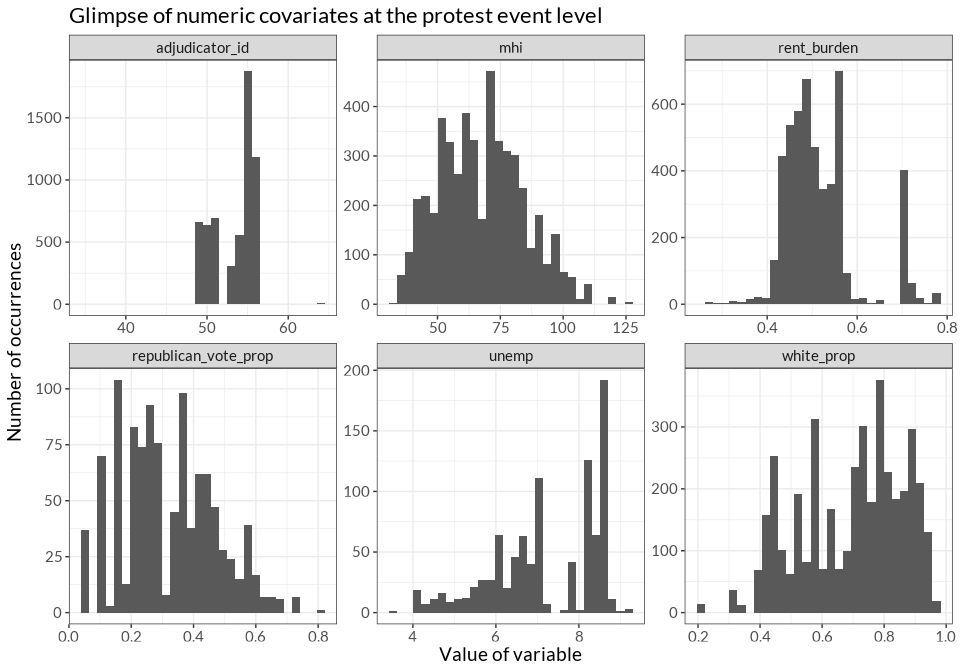 Glimpse of numeric covariates at the protest event level
adjudicator_id
mhi
rent_burden
1500
1000
500
0
40 50 60
400
300
200
100
0
50 75 100 125
600
400
200
0
0.4 0.6 0.8
republican_vote_prop
unemp
white_prop
100
75
50
25
0
0.0 0.2 0.4 0.6 0.8
200
150
100
50
0
4 6 8
300
200
100
0
0.2 0.4 0.6 0.8 1.0
Number of occurrences
Value of variable